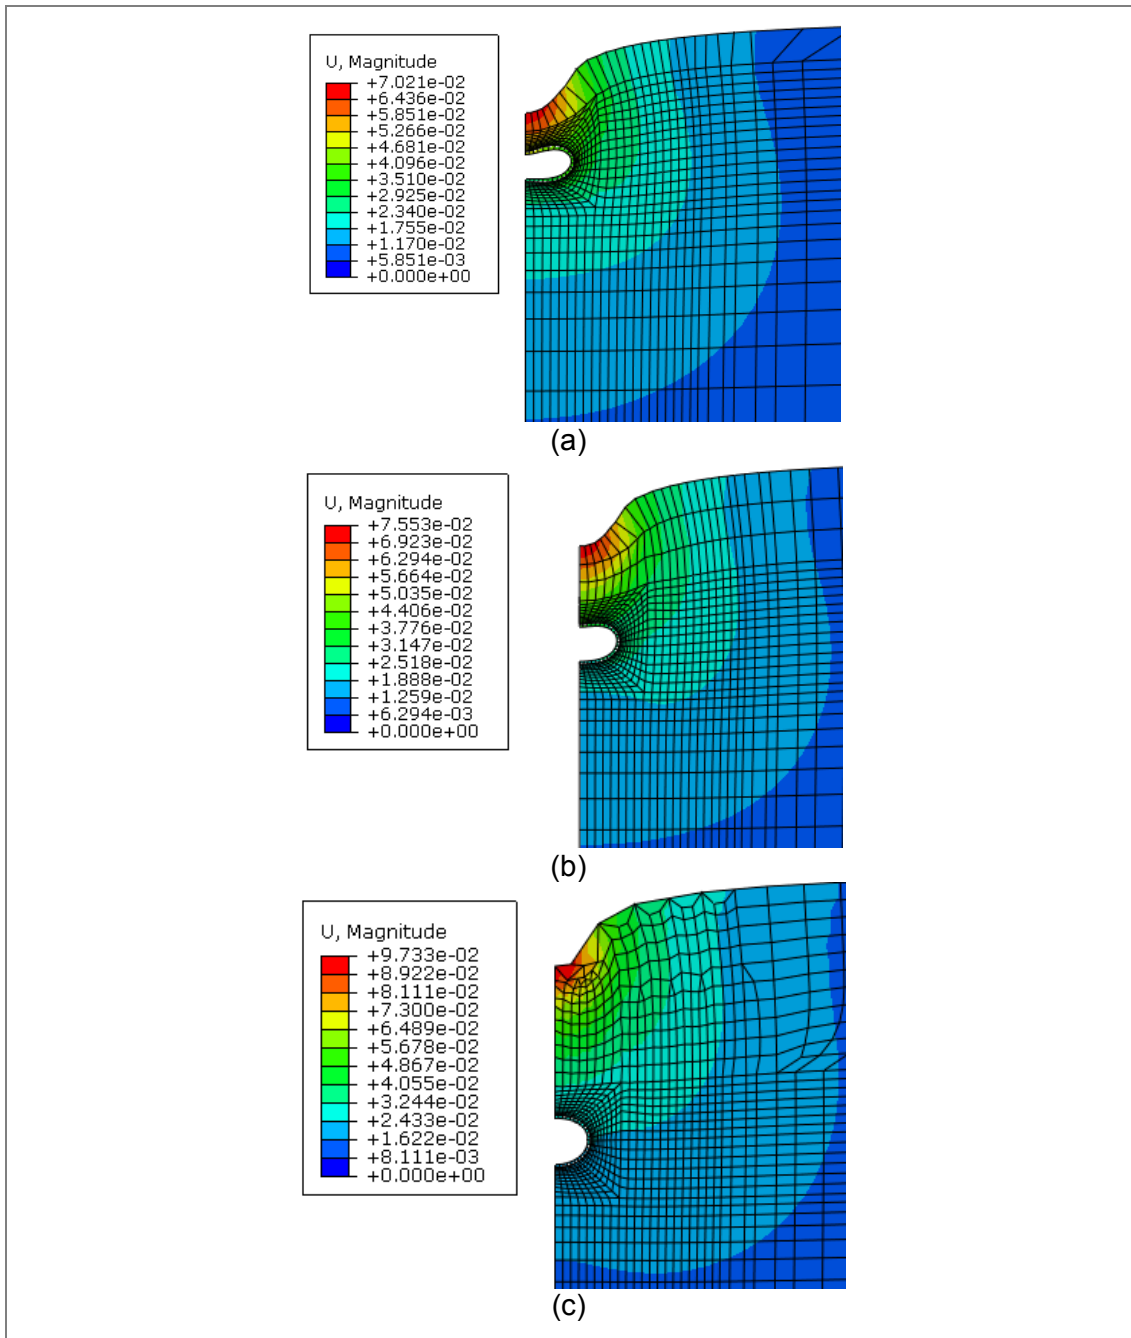 U, Magnitude
+7.021e-02
+6.436e-02
+5.851e-02
+5.266e-02
+4.681e-02
+4.096e-02
+3.510e-02
+2.925e-02
+2.340e-02
+1.755e-02
+1.170e-02
+5.851e-03
+0.000e+00
(a)
U, Magnitude
+7.553e-02
+6.923e-02
+6.294e-02
+5.664e-02
+5.035e-02
+4.406e-02
+3.776e-02
+3.147e-02
+2.518e-02
+1.888e-02
+1.259e-02
+6.294e-03
+0.000e+00
(b)
U, Magnitude
+9.733e-02
+8.922e-02
+8.111e-02
+7.300e-02
+6.489e-02
+5.678e-02
+4.867e-02
+4.055e-02
+3.244e-02
+2.433e-02
+1.622e-02
+8.111e-03
+0.000e+00
(c)